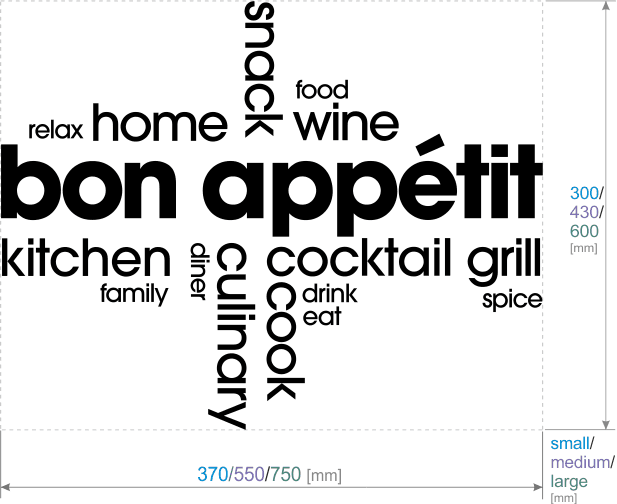 snack
food
relax home wine
bon appétit
kitchen diner culinary cocktail grill
family cook drink spice
eat
300/
430/
600
[mm]
370/550/750 [mm]
small/
medium/
large
[mm]